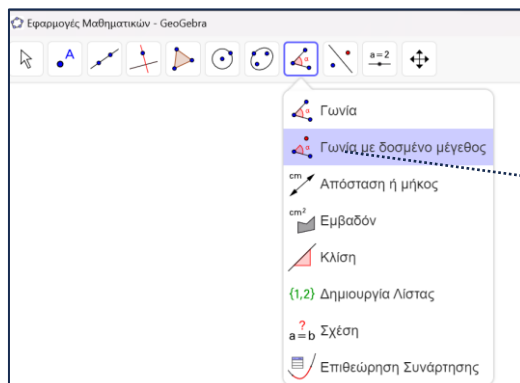 Εφαρμογές Μαθηματικών - GeoGebra
A
α
a=2
α Γωνία
α Γωνία με δοσμένο μέγεθος
cm Απόσταση ή μήκος
cm² Εμβαδόν
Κλίση
{1,2} Δημιουργία Λίστας
a?=b Σχέση
Επιθεώρηση Συνάρτησης